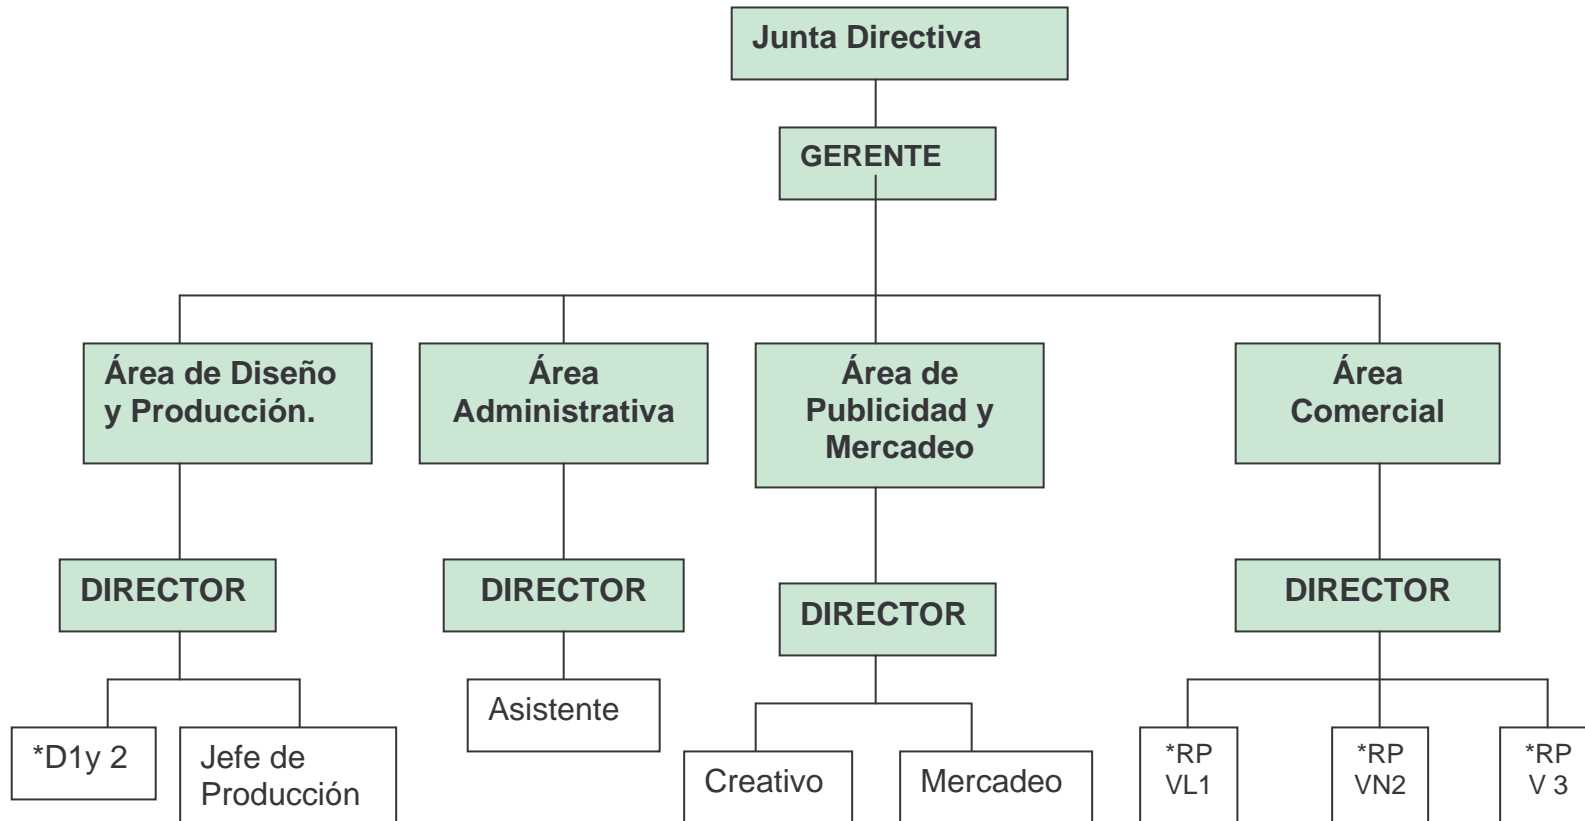 Junta Directiva
GERENTE
Área de Diseño
y Producción.
Área
Administrativa
Área de
Publicidad y
Mercadeo
Área
Comercial
DIRECTOR
DIRECTOR
DIRECTOR
DIRECTOR
*D1y 2
Jefe de
Producción
Asistente
Creativo
Mercadeo
*RP
VL1
*RP
VN2
*RP
V 3